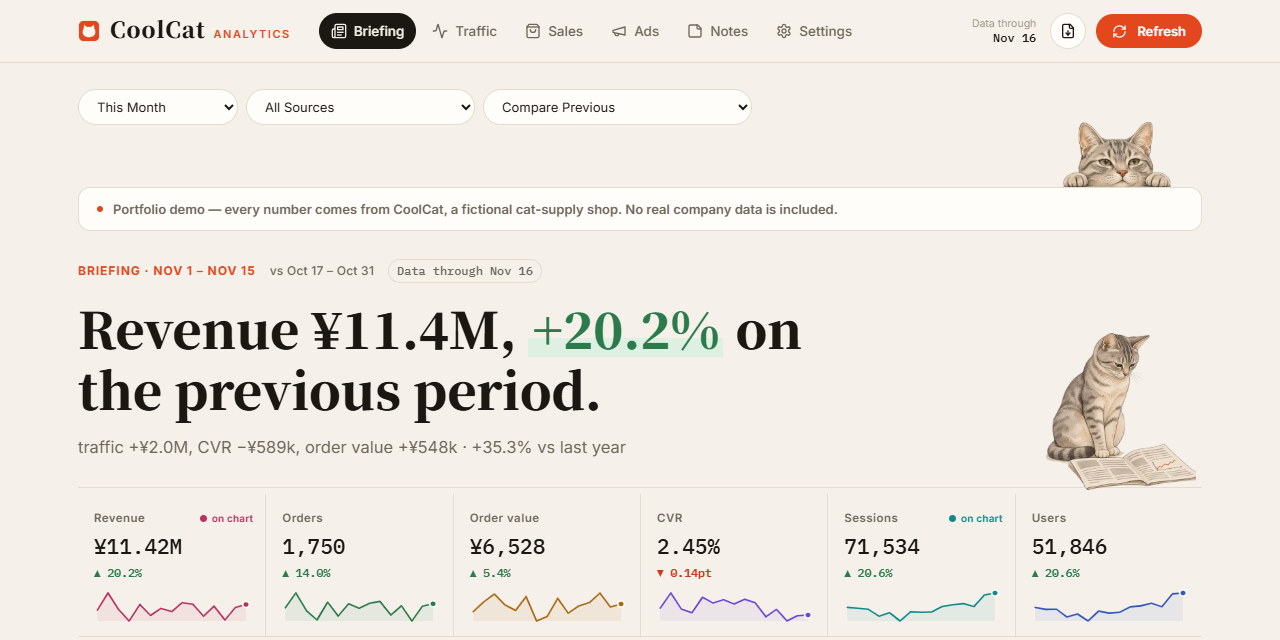 CoolCat ANALYTICS
Briefing
Traffic
Sales
Ads
Notes
Settings
Data through
Nov 16
Refresh
This Month
All Sources
Compare Previous
Portfolio demo — every number comes from CoolCat, a fictional cat-supply shop. No real company data is included.
BRIEFING · NOV 1 – NOV 15 vs Oct 17 – Oct 31 Data through Nov 16
Revenue ¥11.4M, +20.2% on
the previous period.
traffic +¥2.0M, CVR −¥589k, order value +¥548k · +35.3% vs last year
Revenue on chart
¥11.42M
▲ 20.2%
Orders
1,750
▲ 14.0%
Order value
¥6,528
▲ 5.4%
CVR
2.45%
▼ 0.14pt
Sessions on chart
71,534
▲ 20.6%
Users
51,846
▲ 20.6%